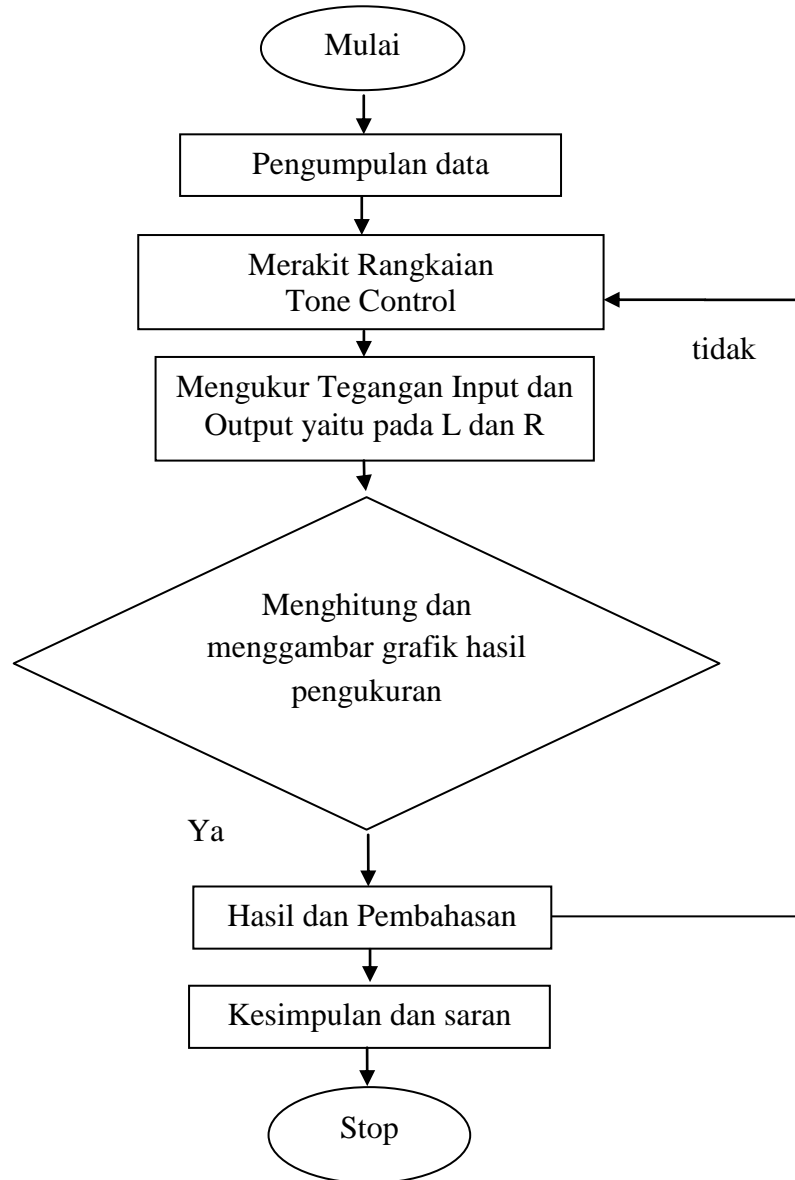 Mulai
Pengumpulan data
Merakit Rangkaian
Tone Control
tidak
Mengukur Tegangan Input dan
Output yaitu pada L dan R
Menghitung dan
menggambar grafik hasil
pengukuran
Ya
Hasil dan Pembahasan
Kesimpulan dan saran
Stop